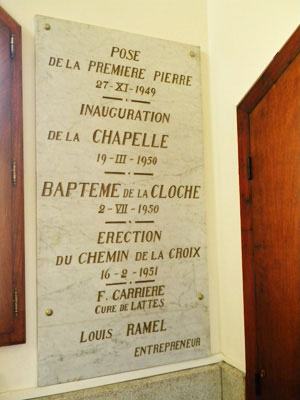 POSE
DE LA PREMIERE PIERRE
27-XI-1949
INAUGURATION
DE LA CHAPELLE
19-III-1950
BAPTEME DE LA CLOCHE
2-VII-1950
ERECTION
DU CHEMIN DE LA CROIX
16-2-1951
F. CARRIERE
CURE DE LATTES
LOUIS RAMEL
ENTREPRENEUR